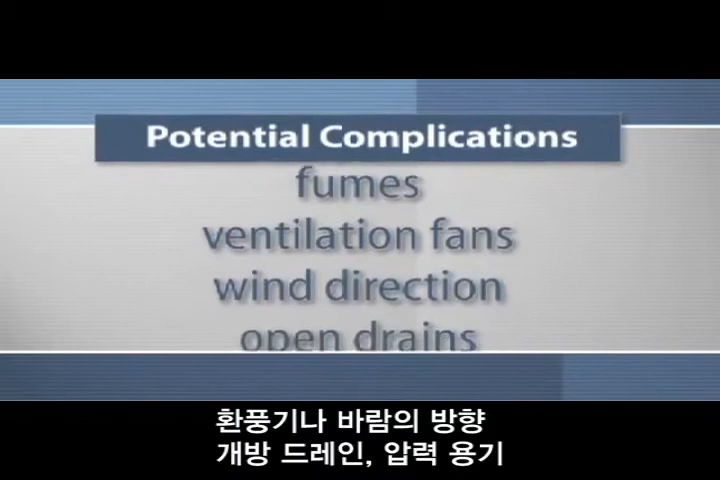 Potential Complications
fumes
ventilation fans
wind direction
open drains
환풍기나 바람의 방향
개방 드레인, 압력 용기